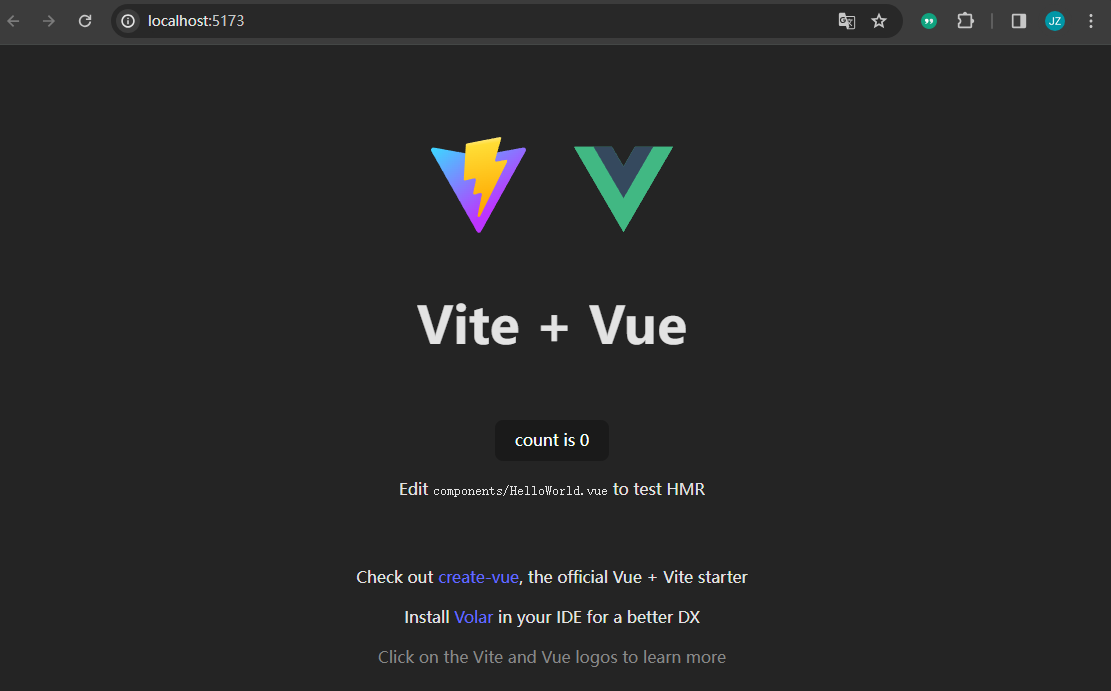 localhost:5173
JZ
Vite + Vue
count is 0
Edit components/HelloWorld.vue to test HMR
Check out create-vue, the official Vue + Vite starter
Install Volar in your IDE for a better DX
Click on the Vite and Vue logos to learn more